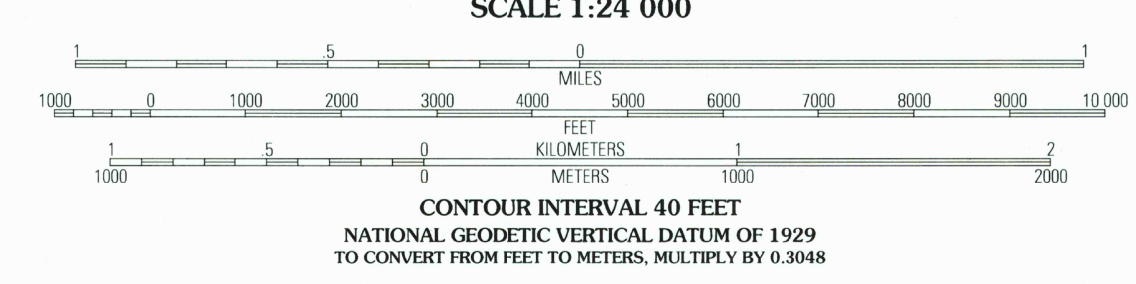 SCALE 1:24 000
1 .5 0 1
MILES
1000 0 1000 2000 3000 4000 5000 6000 7000 8000 9000 10 000
FEET
1 .5 0 KILOMETERS 1 2
1000 0 METERS 1000 2000
CONTOUR INTERVAL 40 FEET
NATIONAL GEODETIC VERTICAL DATUM OF 1929
TO CONVERT FROM FEET TO METERS, MULTIPLY BY 0.3048